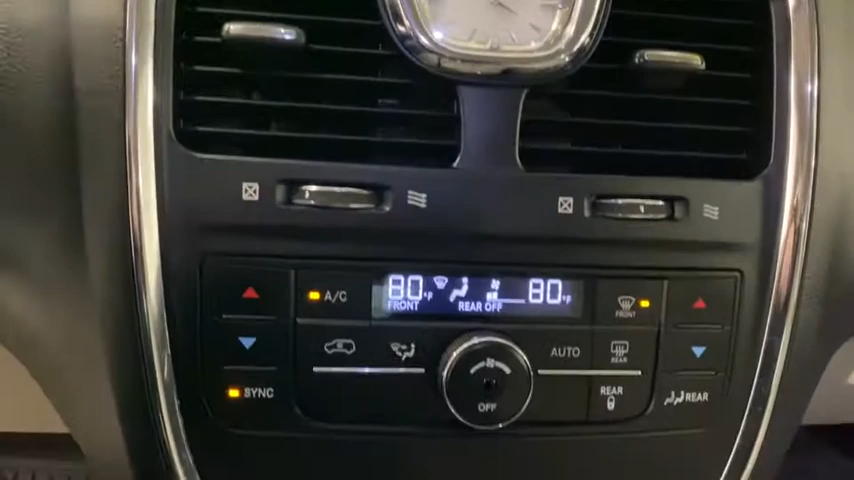 A/C
80°F 80°F
FRONT REAR OFF
FRONT
SYNC
AUTO
REAR
OFF
REAR
REAR